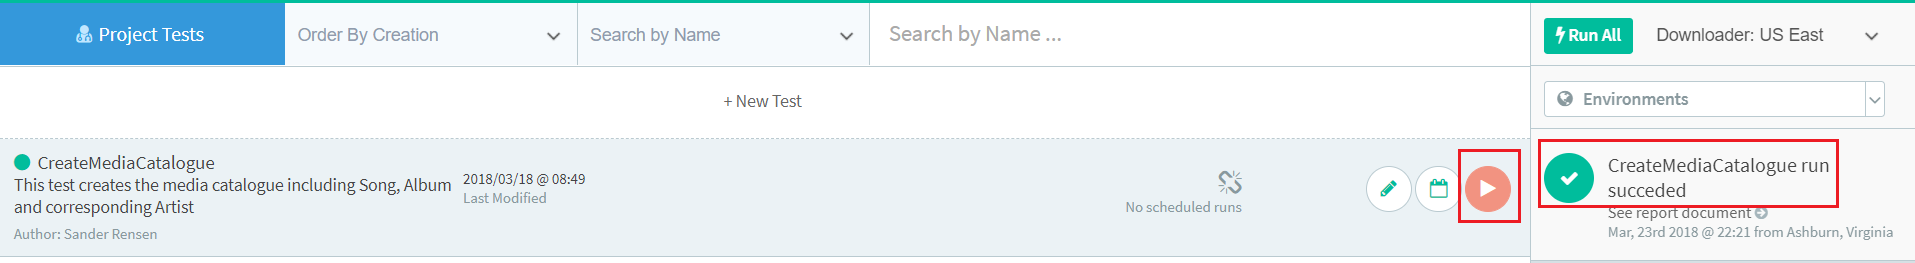 Project Tests
Order By Creation
Search by Name
Search by Name ...
Run All
Downloader: US East
+ New Test
Environments
CreateMediaCatalogue
This test creates the media catalogue including Song, Album
and corresponding Artist
Author: Sander Rensen
2018/03/18 @ 08:49
Last Modified
No scheduled runs
CreateMediaCatalogue run
succeded
See report document
Mar, 23rd 2018 @ 22:21 from Ashburn, Virginia